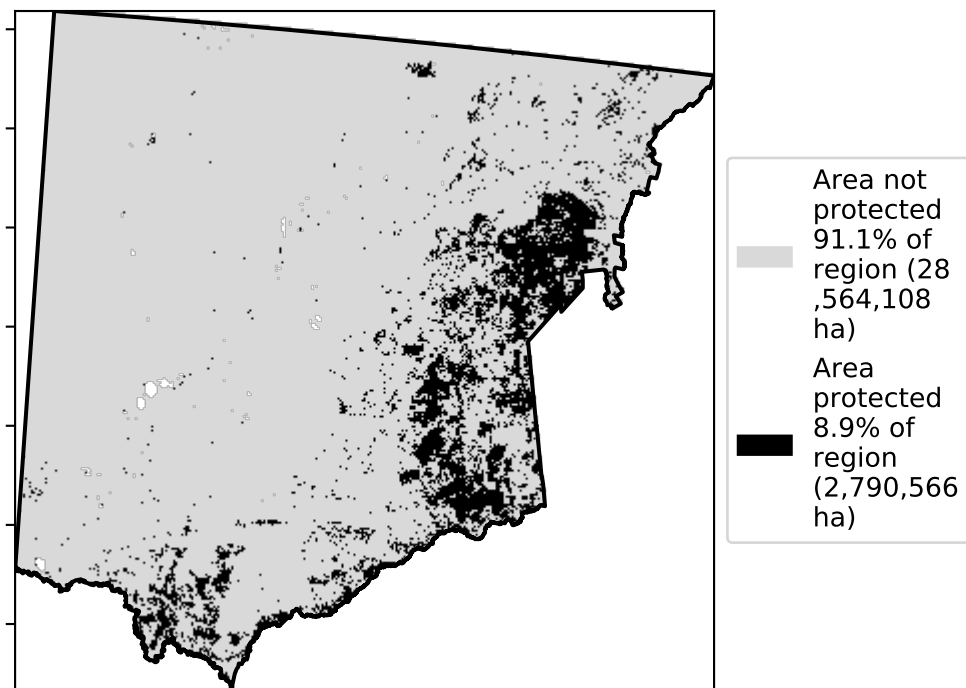 Area not
protected
91.1% of
region (28
,564,108
ha)
Area
protected
8.9% of
region
(2,790,566
ha)